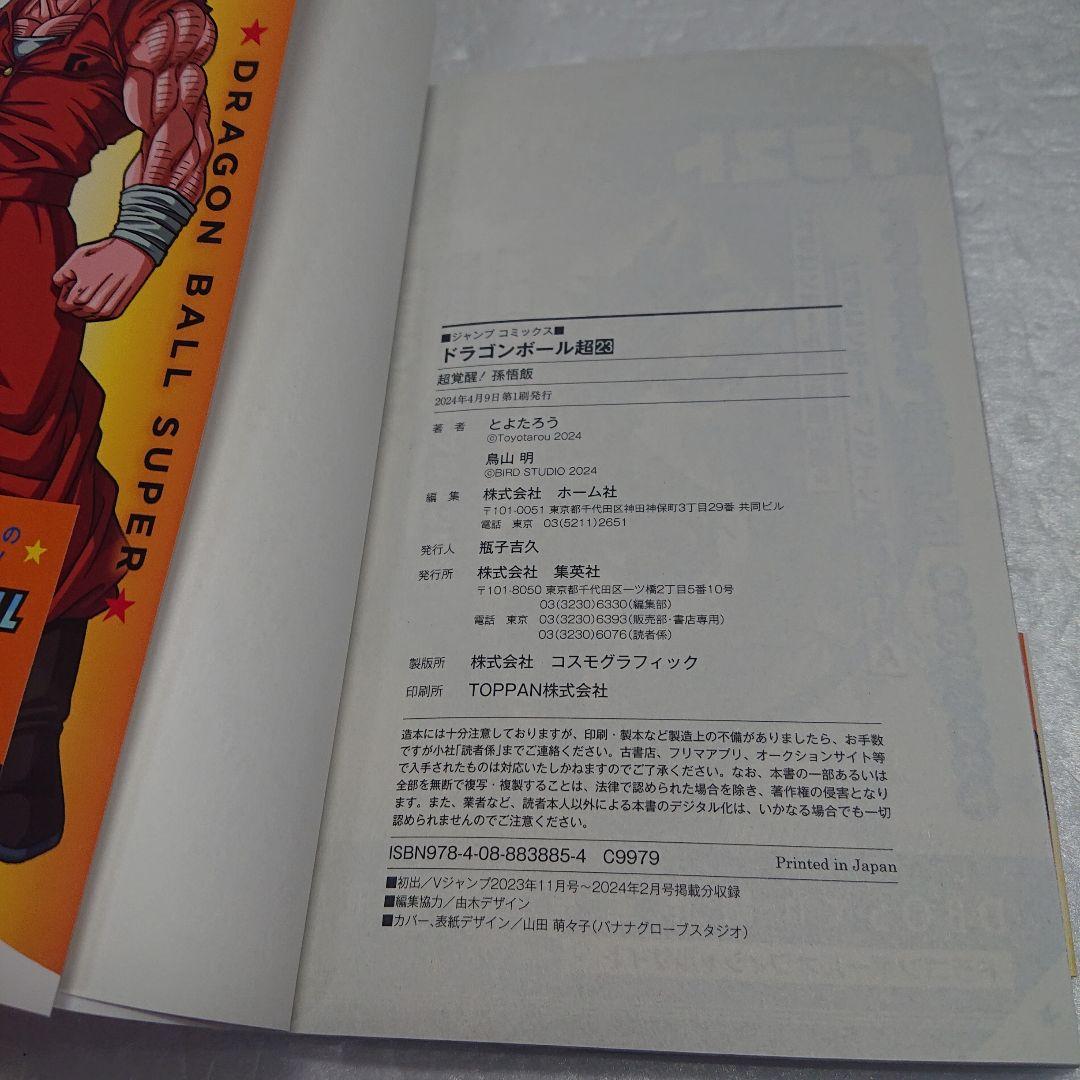 ★DRAGON BALL SUPER★
の
■ジャンプ コミックス■
ドラゴンボール超23
超覚醒! 孫悟飯
2024年4月9日第1刷発行
著者 とよたろう
©Toyotarou 2024
鳥山 明
©BIRD STUDIO 2024
編集 株式会社 ホーム社
〒101-0051 東京都千代田区神田神保町3丁目29番 共同ビル
電話 東京 03(5211)2651
発行人 瓶子吉久
発行所 株式会社 集英社
〒101-8050 東京都千代田区一ツ橋2丁目5番10号
03(3230)6330(編集部)
電話 東京 03(3230)6393(販売部・書店専用)
03(3230)6076(読者係)
製版所 株式会社 コスモグラフィック
印刷所 TOPPAN株式会社
造本には十分注意しておりますが、印刷・製本など製造上の不備がありましたら、お手数
ですが小社「読者係」までご連絡ください。古書店、フリマアプリ、オークションサイト等
で入手されたものは対応いたしかねますのでご了承ください。なお、本書の一部あるいは
全部を無断で複写・複製することは、法律で認められた場合を除き、著作権の侵害となり
ます。また、業者など、読者本人以外による本書のデジタル化は、いかなる場合でも一切
認められませんのでご注意ください。
ISBN978-4-08-883885-4 C9979
Printed in Japan
■初出/Vジャンプ2023年11月号~2024年2月号掲載分収録
■編集協力/由木デザイン
■カバー、表紙デザイン/山田 萌々子(バナナグローブスタジオ)